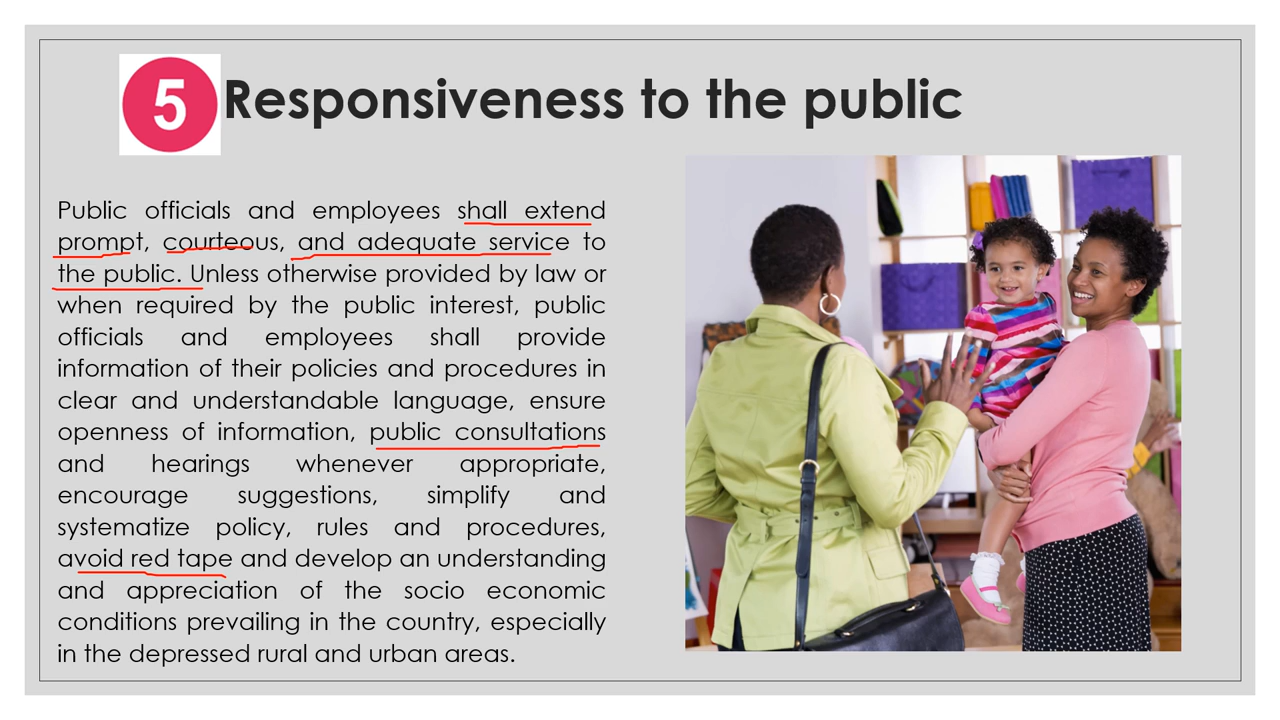 5 Responsiveness to the public
Public officials and employees shall extend
prompt, courteous, and adequate service to
the public. Unless otherwise provided by law or
when required by the public interest, public
officials and employees shall provide
information of their policies and procedures in
clear and understandable language, ensure
openness of information, public consultations
and hearings whenever appropriate,
encourage suggestions, simplify and
systematize policy, rules and procedures,
avoid red tape and develop an understanding
and appreciation of the socio economic
conditions prevailing in the country, especially
in the depressed rural and urban areas.